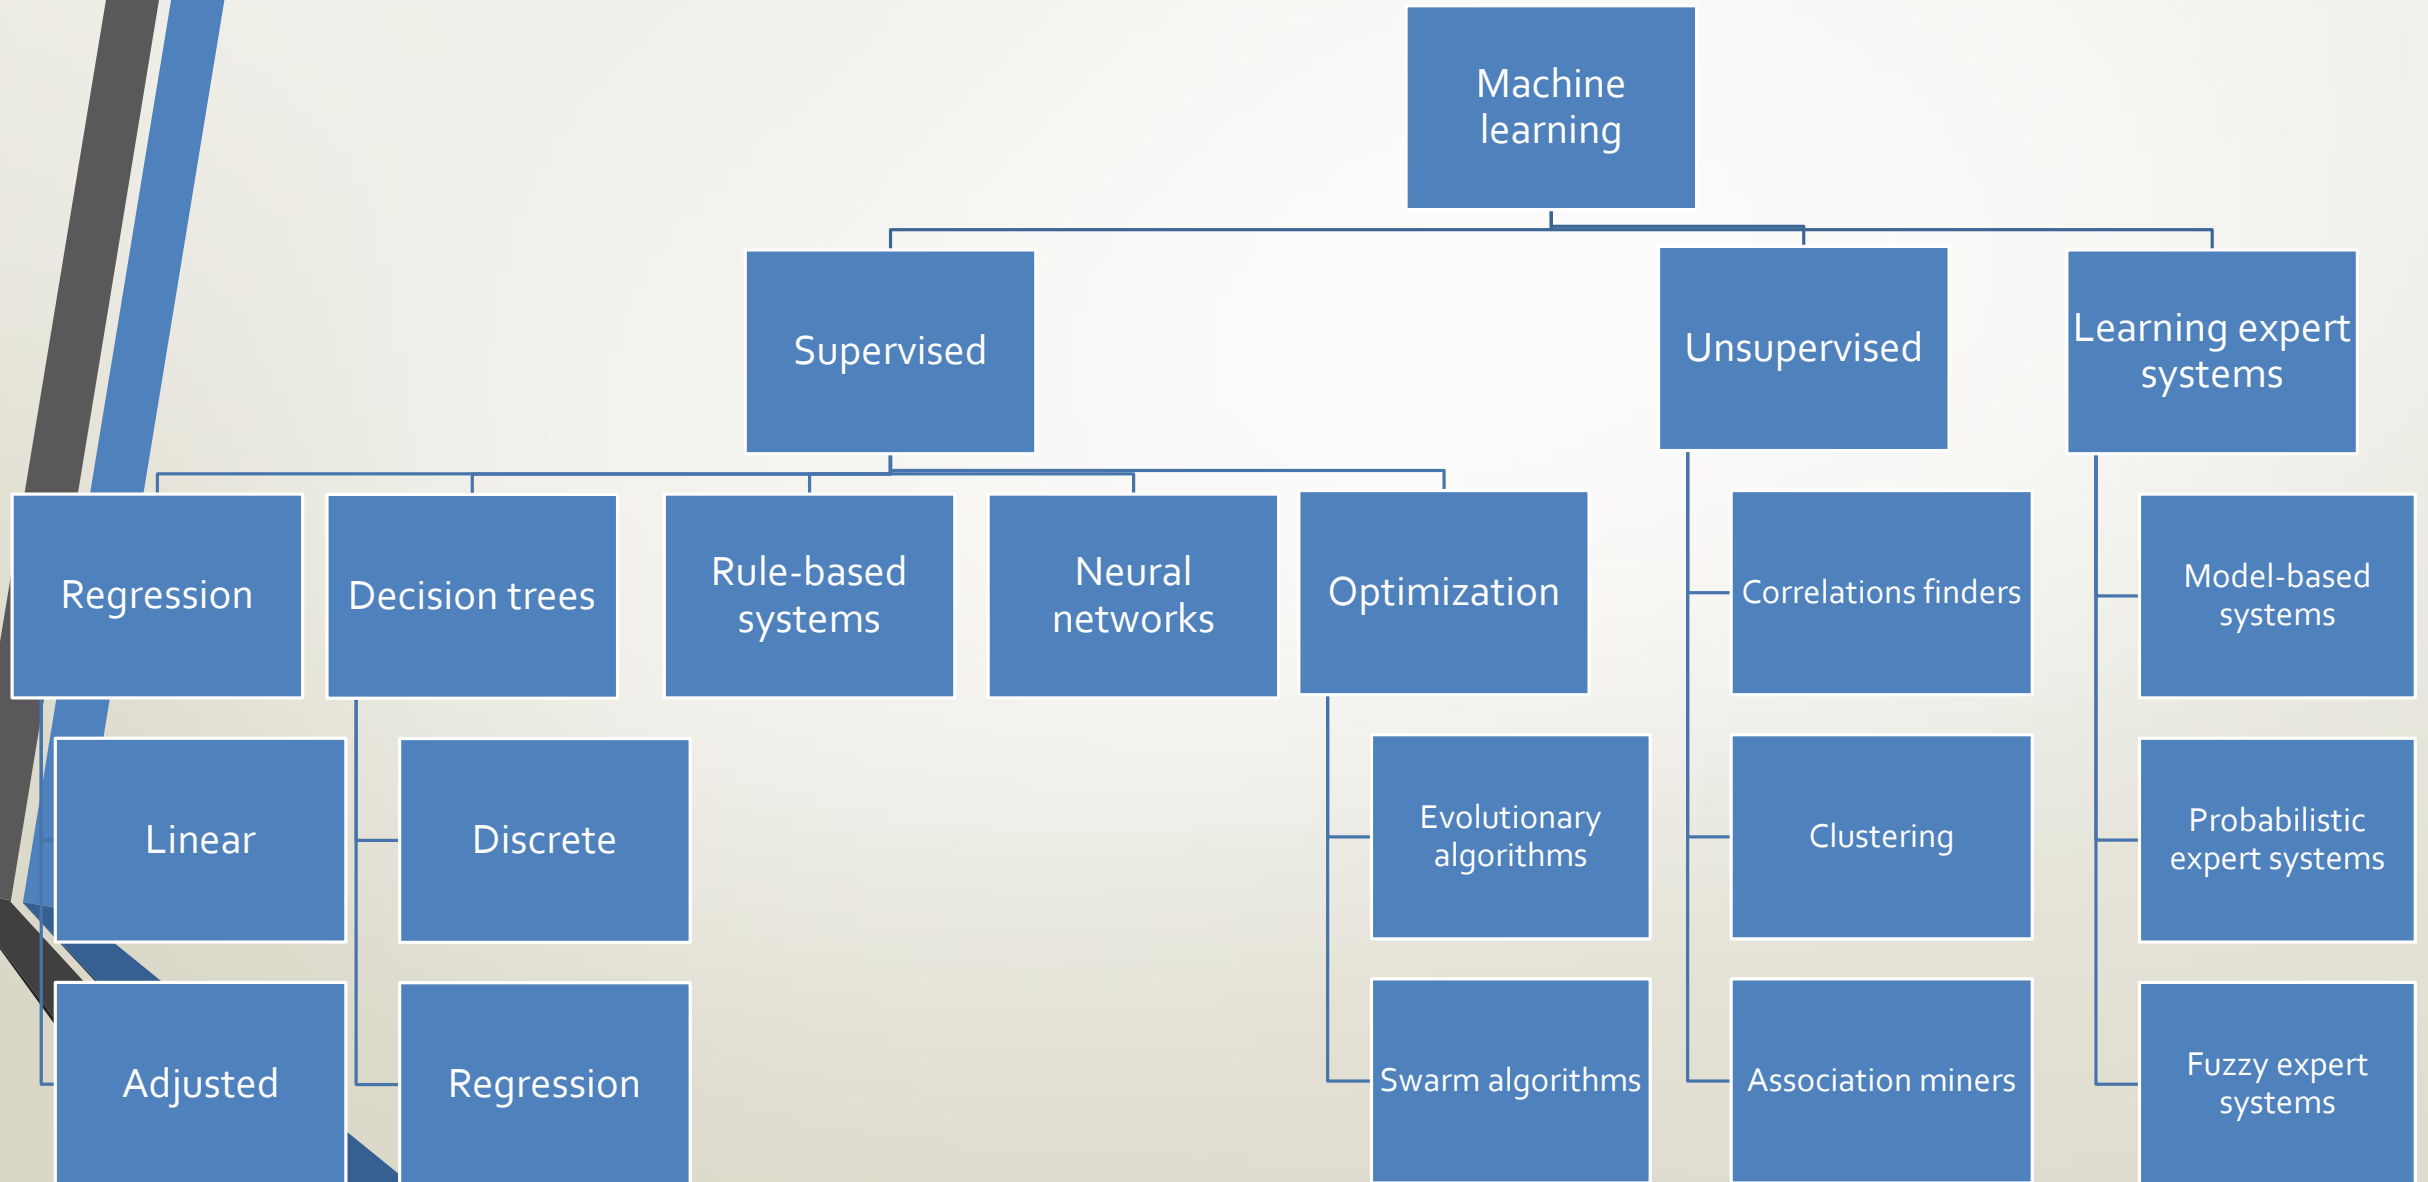 Machine
learning
Supervised
Unsupervised
Learning expert
systems
Regression
Decision trees
Rule-based
systems
Neural
networks
Optimization
Correlations finders
Model-based
systems
Linear
Discrete
Evolutionary
algorithms
Clustering
Probabilistic
expert systems
Adjusted
Regression
Swarm algorithms
Association miners
Fuzzy expert
systems